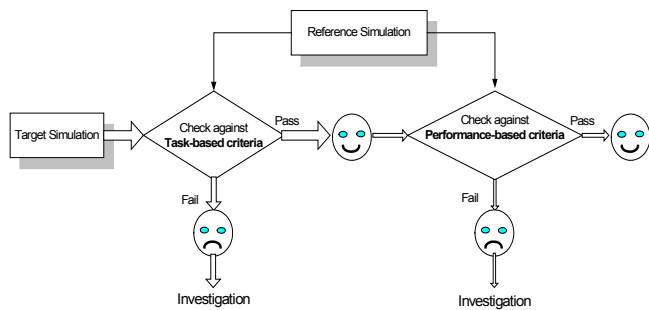 Reference Simulation
Target Simulation
Check against
Task-based criteria
Pass
Check against
Performance-based criteria
Pass
Fail
Fail
Investigation
Investigation